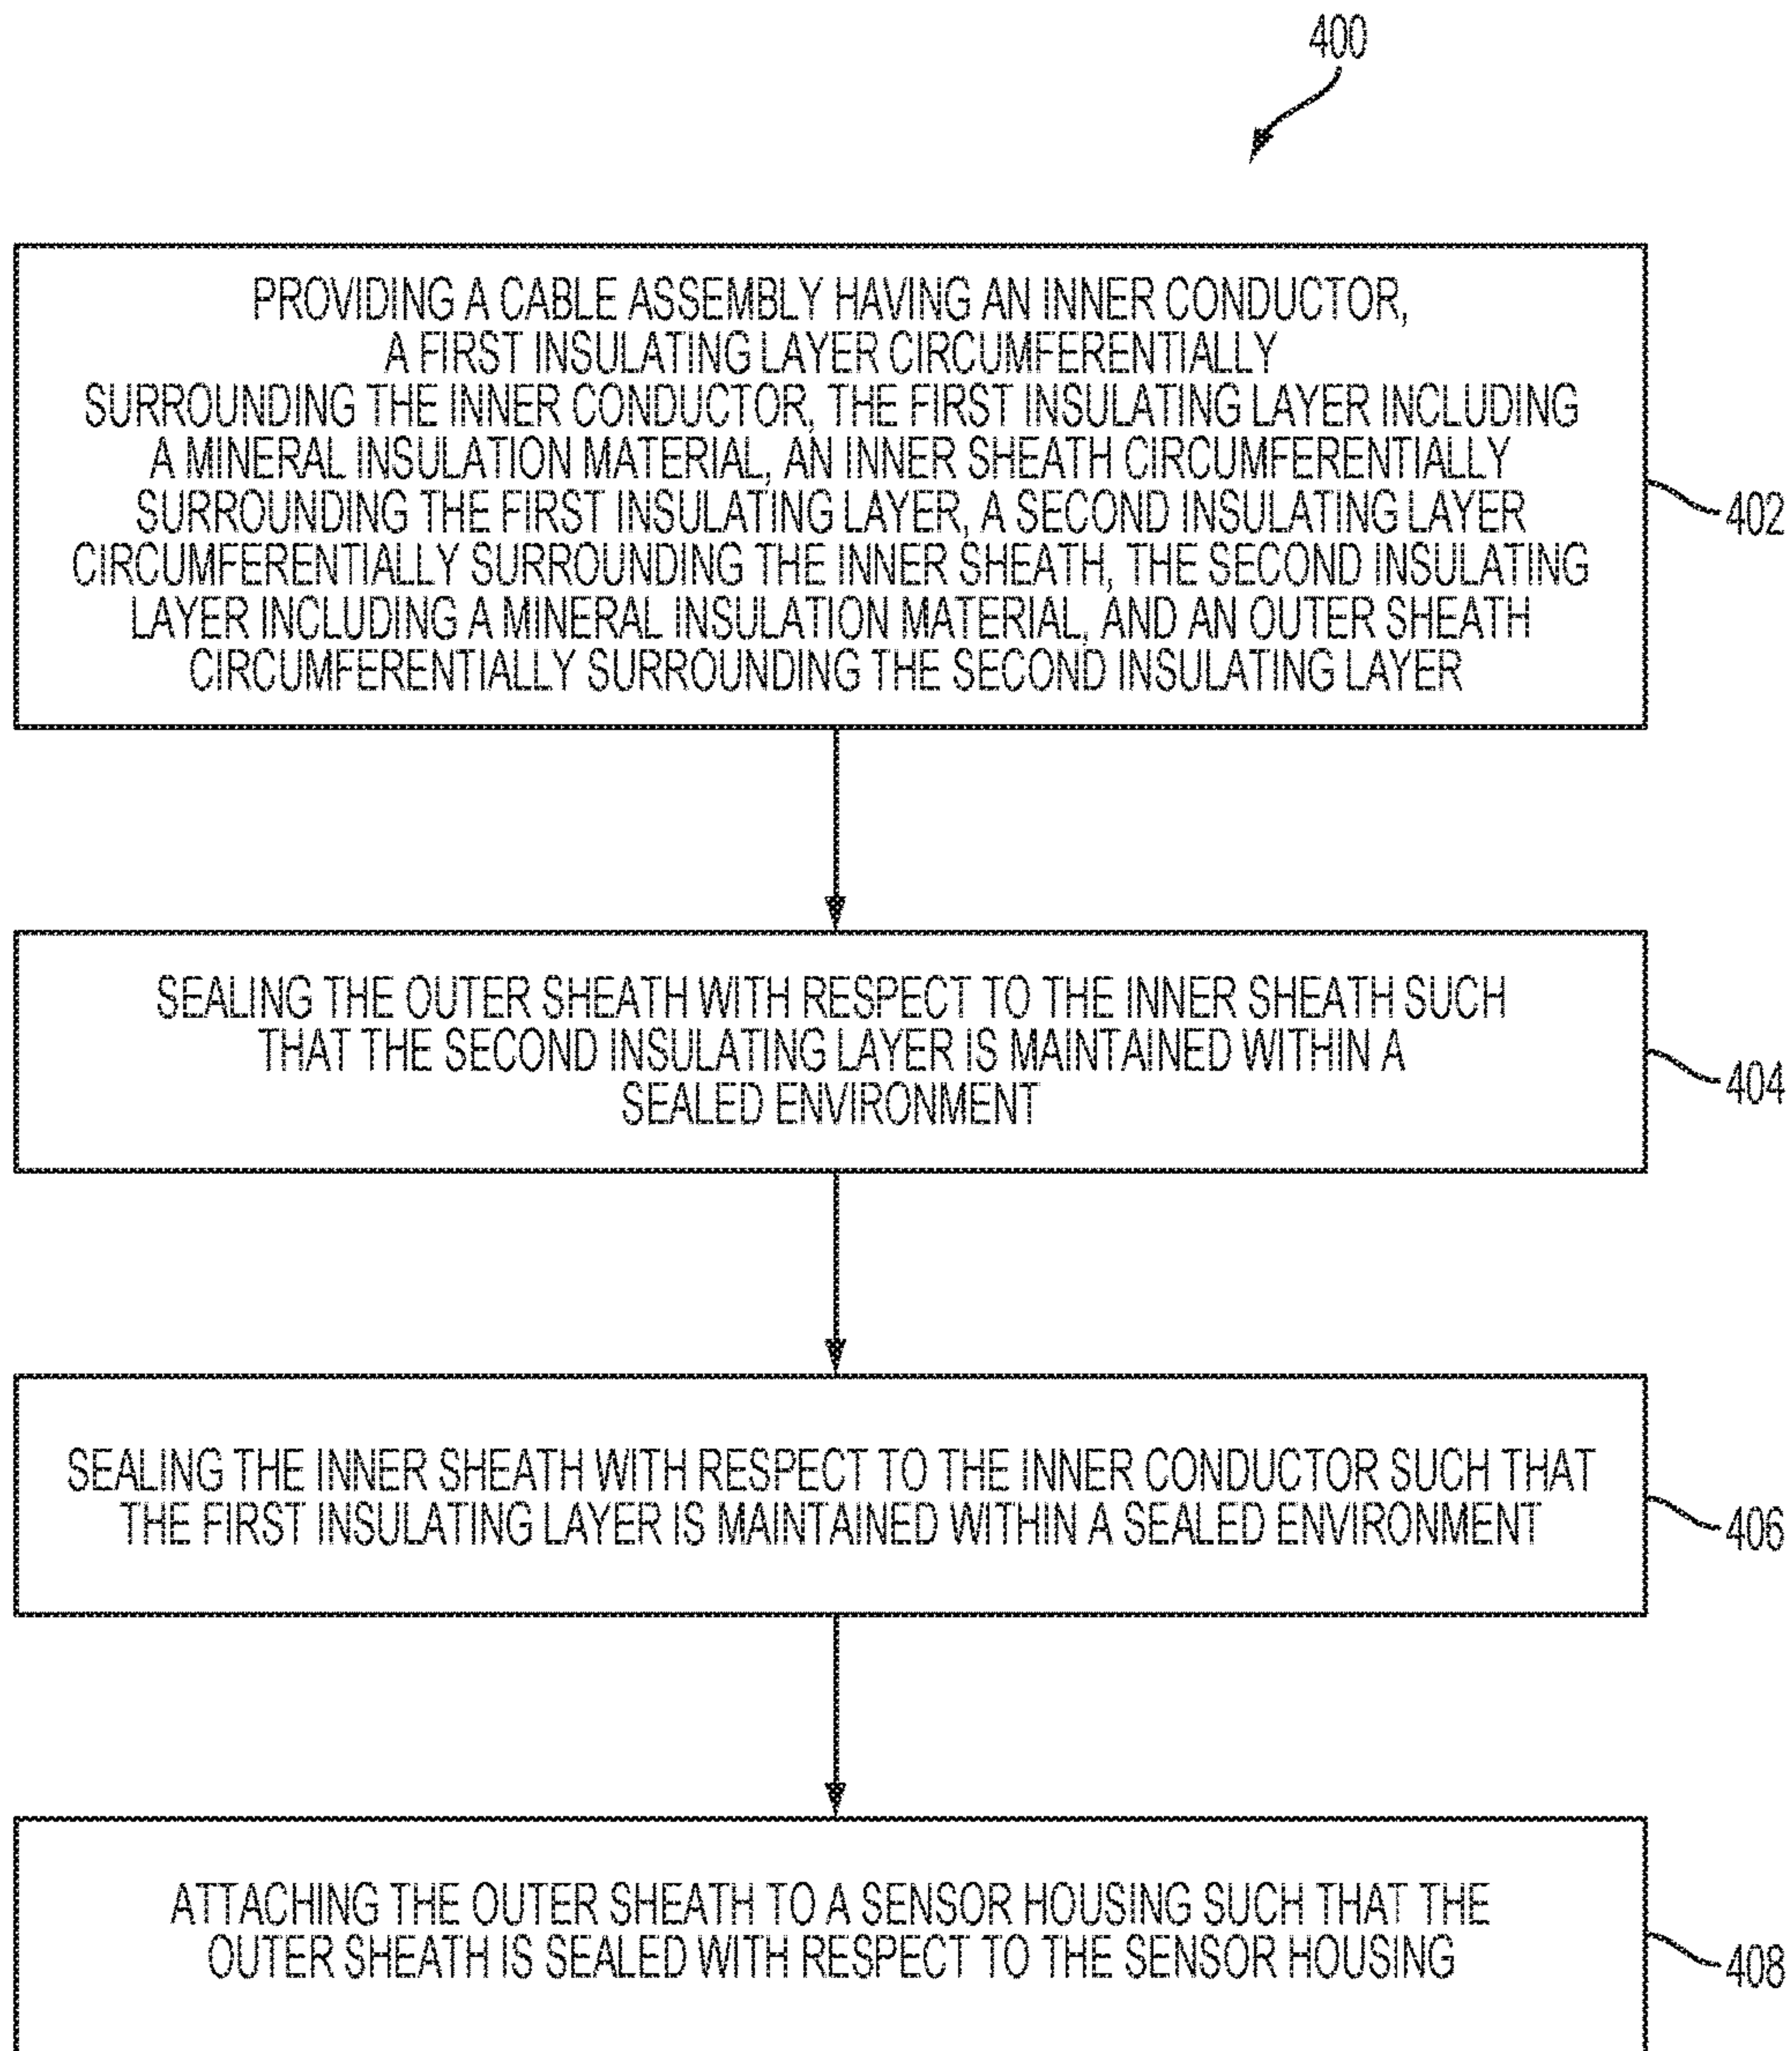 400
PROVIDING A CABLE ASSEMBLY HAVING AN INNER CONDUCTOR,
A FIRST INSULATING LAYER CIRCUMFERENTIALLY
SURROUNDING THE INNER CONDUCTOR, THE FIRST INSULATING LAYER INCLUDING
A MINERAL INSULATION MATERIAL, AN INNER SHEATH CIRCUMFERENTIALLY
SURROUNDING THE FIRST INSULATING LAYER, A SECOND INSULATING LAYER
CIRCUMFERENTIALLY SURROUNDING THE INNER SHEATH, THE SECOND INSULATING
LAYER INCLUDING A MINERAL INSULATION MATERIAL, AND AN OUTER SHEATH
CIRCUMFERENTIALLY SURROUNDING THE SECOND INSULATING LAYER
402
SEALING THE OUTER SHEATH WITH RESPECT TO THE INNER SHEATH SUCH
THAT THE SECOND INSULATING LAYER IS MAINTAINED WITHIN A
SEALED ENVIRONMENT
404
SEALING THE INNER SHEATH WITH RESPECT TO THE INNER CONDUCTOR SUCH THAT
THE FIRST INSULATING LAYER IS MAINTAINED WITHIN A SEALED ENVIRONMENT
406
ATTACHING THE OUTER SHEATH TO A SENSOR HOUSING SUCH THAT THE
OUTER SHEATH IS SEALED WITH RESPECT TO THE SENSOR HOUSING
408